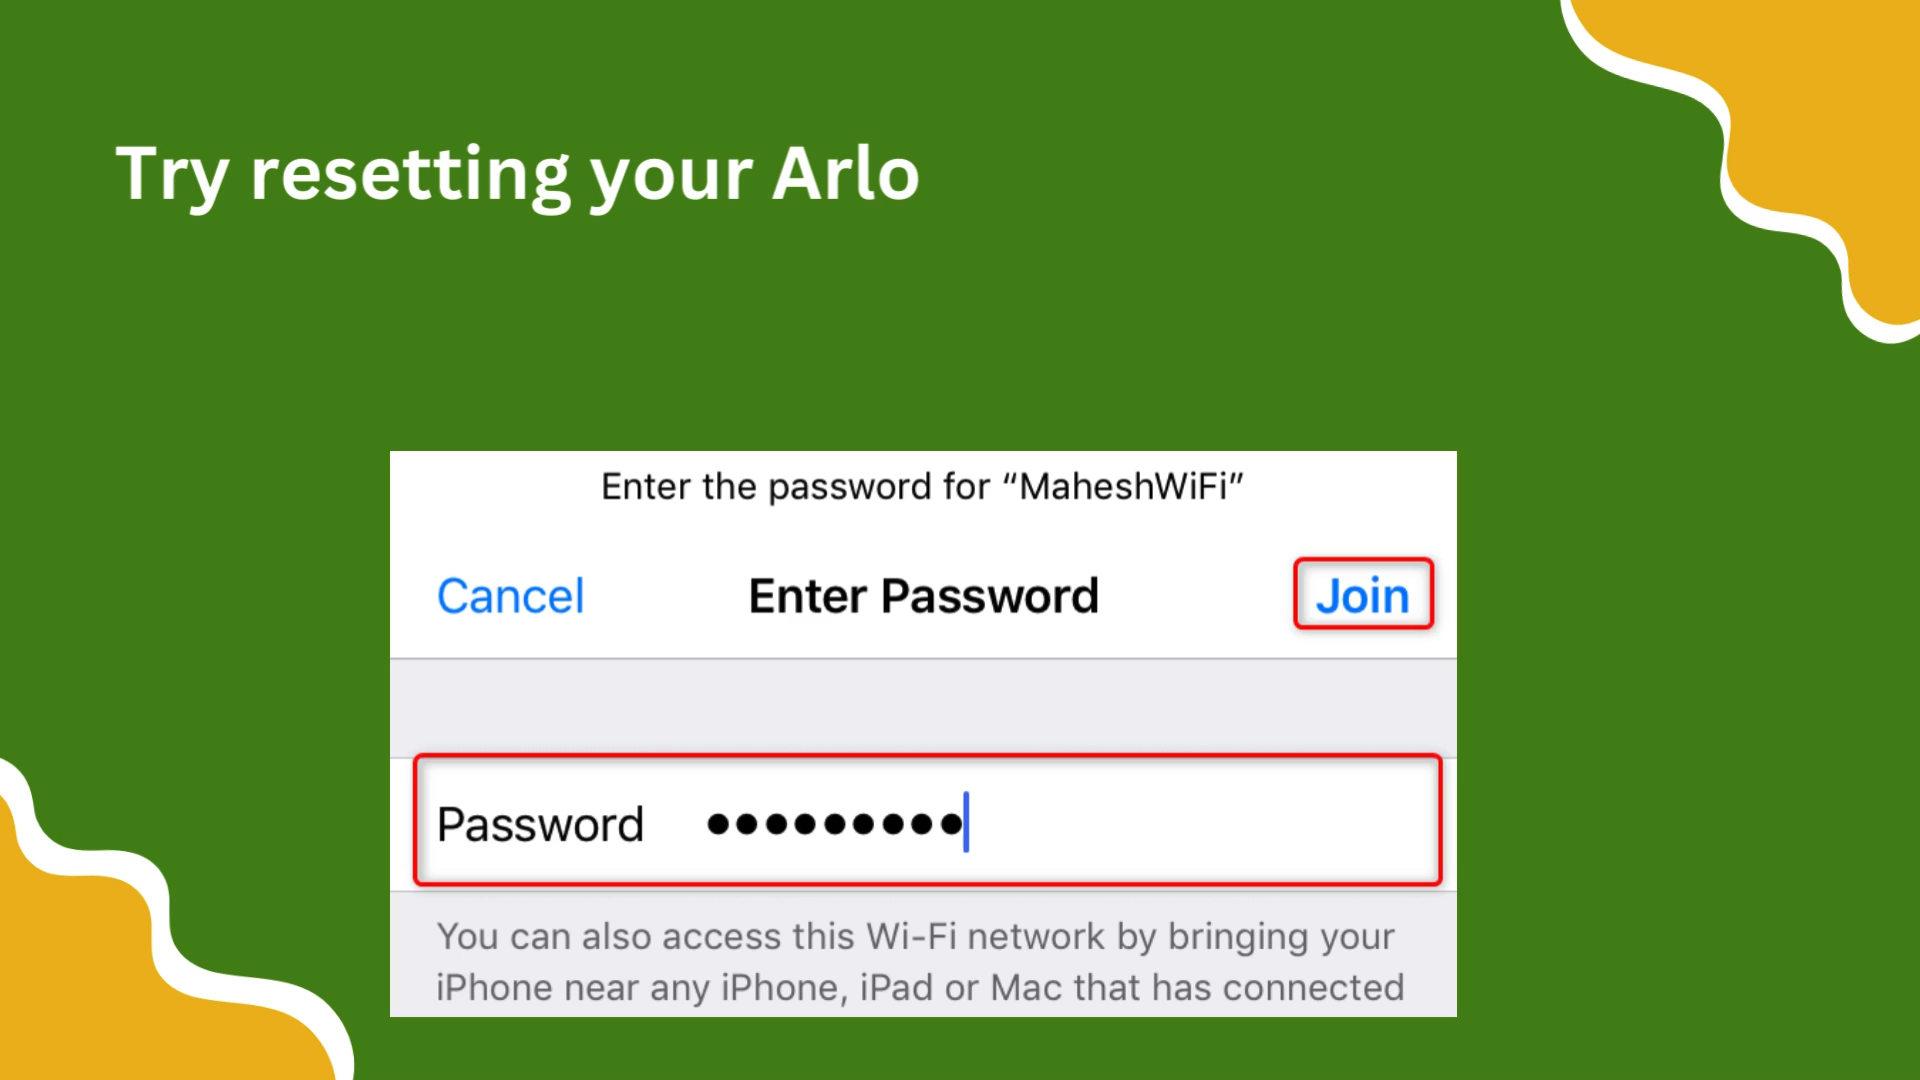 Try resetting your Arlo
Enter the password for “MaheshWiFi”
Cancel Enter Password Join
Password •••••••••
You can also access this Wi-Fi network by bringing your
iPhone near any iPhone, iPad or Mac that has connected